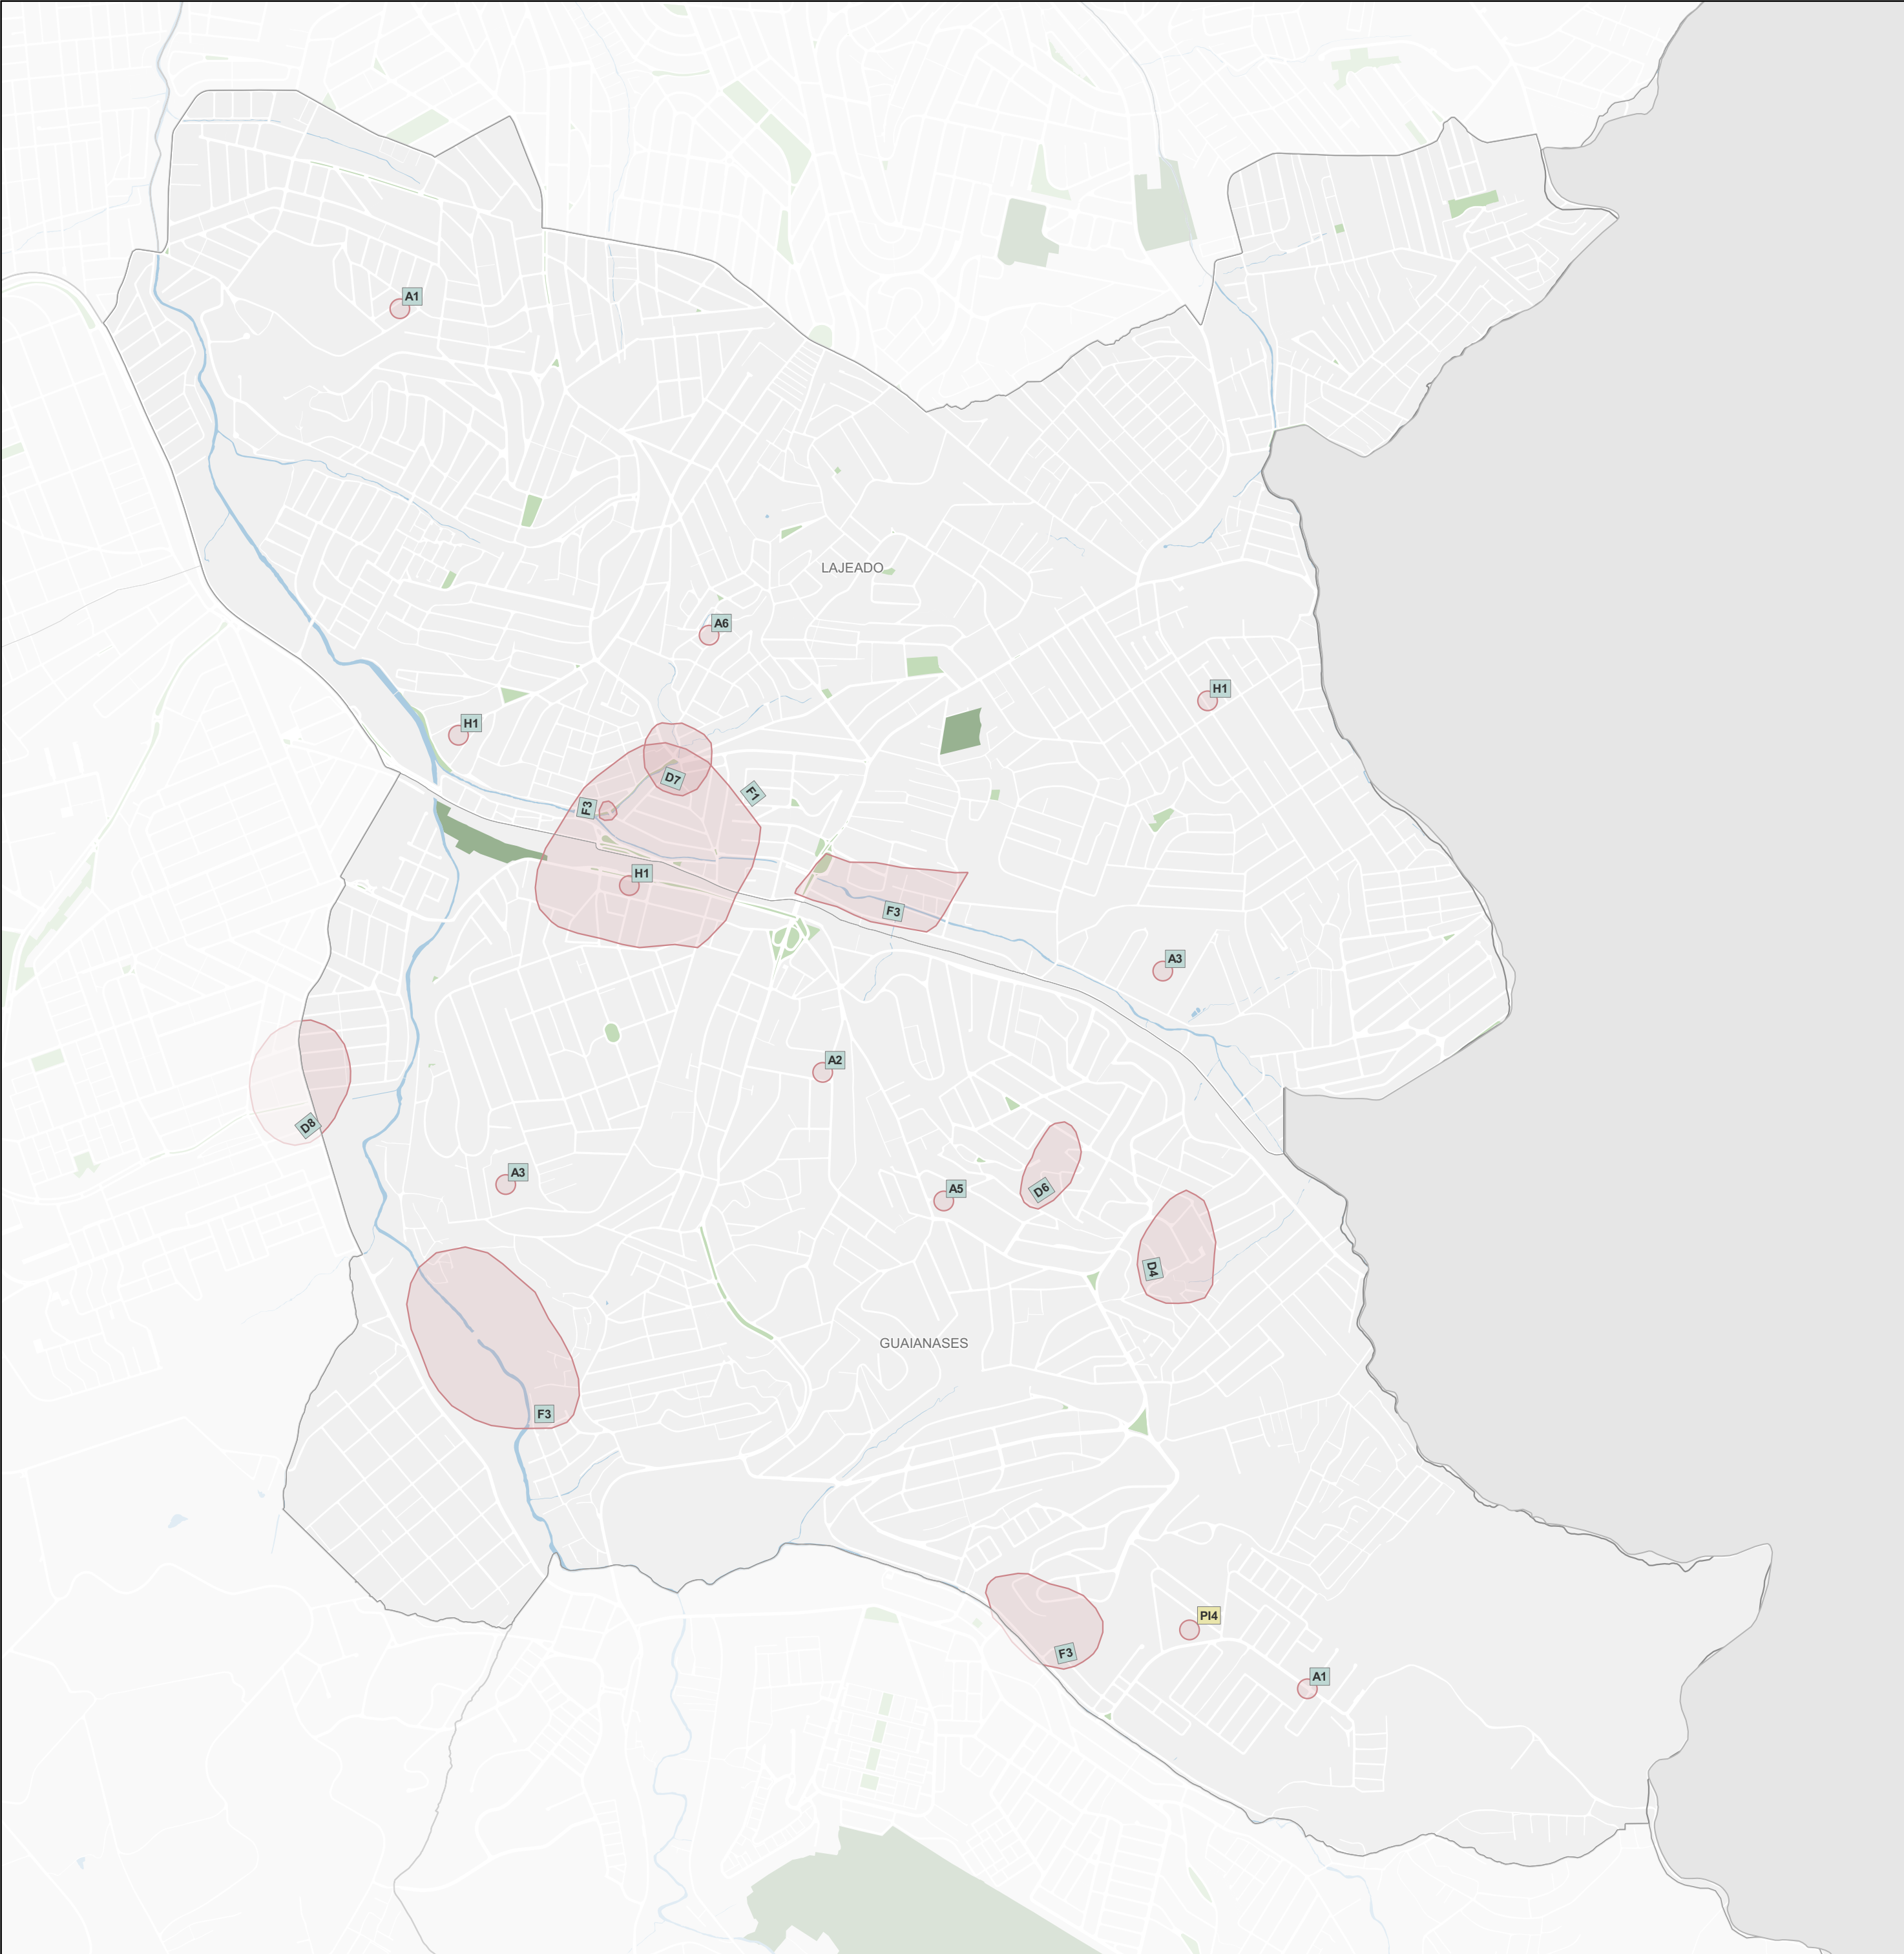 A1
LAJEADO
A6
H1
H1
D7
F1
F3
H1
F3
A3
A2
D8
A3
A5
D6
D4
GUAIANASES
F3
PI4
F3
A1